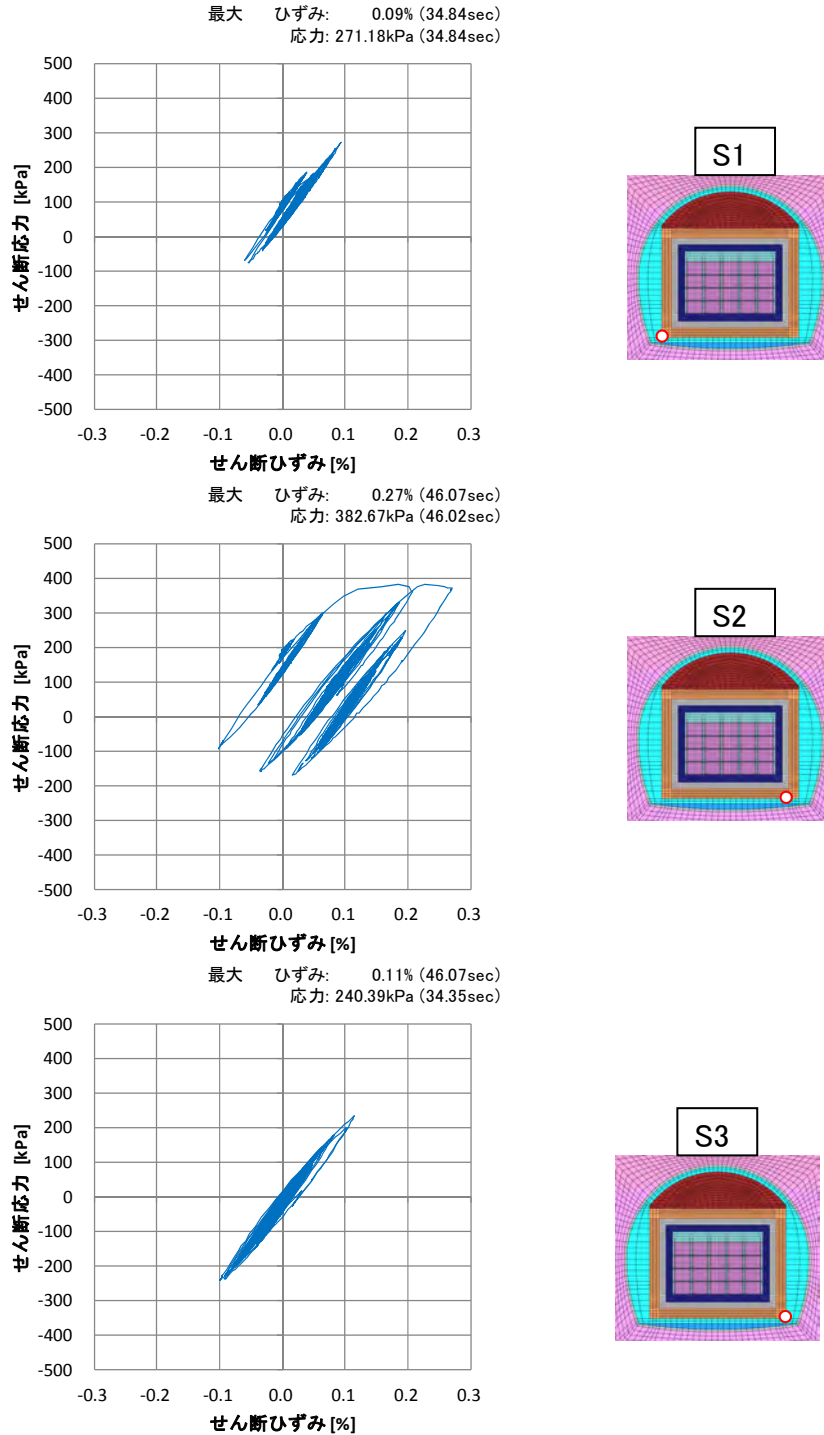 最大 ひずみ: 0.09% (34.84sec)
応力: 271.18kPa (34.84sec)
500
400
300
200
100
0
-100
-200
-300
-400
-500
せん断応力 [kPa]
-0.3 -0.2 -0.1 0.0 0.1 0.2 0.3
せん断ひずみ [%]
S1
最大 ひずみ: 0.27% (46.07sec)
応力: 382.67kPa (46.02sec)
500
400
300
200
100
0
-100
-200
-300
-400
-500
せん断応力 [kPa]
-0.3 -0.2 -0.1 0.0 0.1 0.2 0.3
せん断ひずみ [%]
S2
最大 ひずみ: 0.11% (46.07sec)
応力: 240.39kPa (34.35sec)
500
400
300
200
100
0
-100
-200
-300
-400
-500
せん断応力 [kPa]
-0.3 -0.2 -0.1 0.0 0.1 0.2 0.3
せん断ひずみ [%]
S3